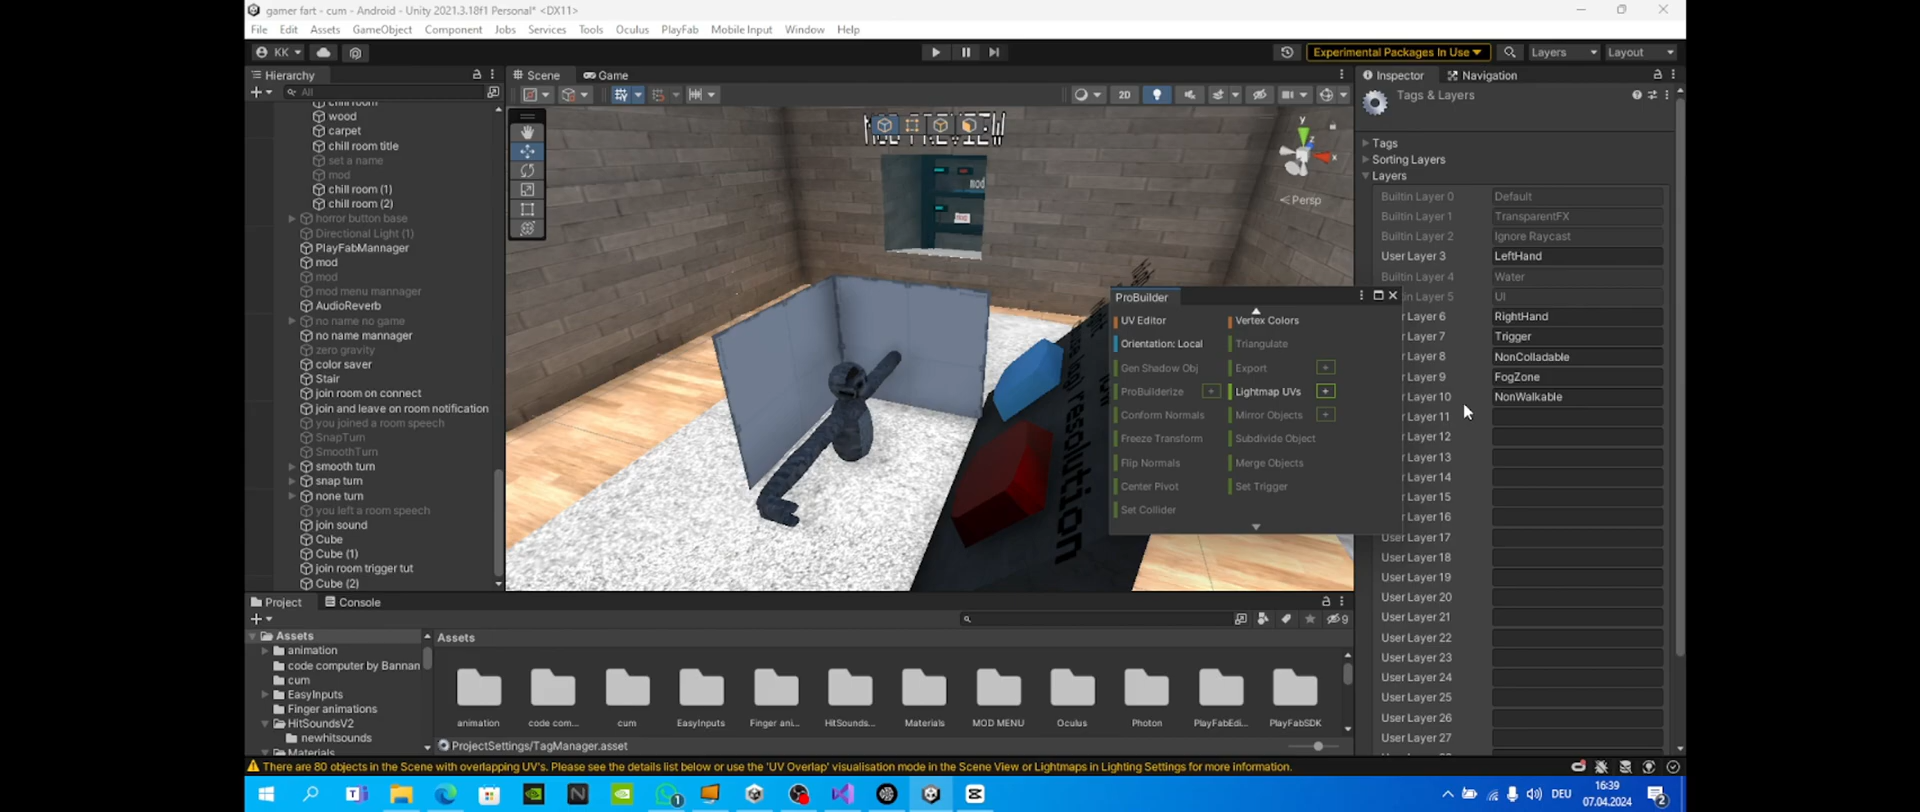 gamer fart - cum - Android - Unity 2021.3.18f1 Personal* <DX11>
File Edit Assets GameObject Component Jobs Services Tools Oculus PlayFab Mobile Input Window Help
KK Experimental Packages In Use Layers Layout
Hierarchy
All
chill room
wood
carpet
chill room title
set a name
mod
chill room (1)
chill room (2)
horror button base
Directional Light (1)
PlayFabMannager
mod
mod
mod menu mannager
AudioReverb
no name no game
no name mannager
zero gravity
color saver
Stair
join room on connect
join and leave on room notification
you joined a room speech
SnapTurn
SmoothTurn
smooth turn
snap turn
none turn
you left a room speech
join sound
Cube
Cube (1)
join room trigger tut
Cube (2)
Scene Game
2D
MOD PREVIEW
mod
y
x
Persp
resolution
ProBuilder
UV Editor Vertex Colors
Orientation: Local Triangulate
Gen Shadow Obj Export +
ProBuilderize + Lightmap UVs +
Conform Normals Mirror Objects +
Freeze Transform Subdivide Object
Flip Normals Merge Objects
Center Pivot Set Trigger
Set Collider
Inspector Navigation
Tags & Layers
Tags
Sorting Layers
Layers
Builtin Layer 0 Default
Builtin Layer 1 TransparentFX
Builtin Layer 2 Ignore Raycast
User Layer 3 LeftHand
Builtin Layer 4 Water
Builtin Layer 5 UI
r Layer 6 RightHand
r Layer 7 Trigger
r Layer 8 NonColladable
r Layer 9 FogZone
r Layer 10 NonWalkable
r Layer 11
r Layer 12
r Layer 13
r Layer 14
r Layer 15
r Layer 16
User Layer 17
User Layer 18
User Layer 19
User Layer 20
User Layer 21
User Layer 22
User Layer 23
User Layer 24
User Layer 25
User Layer 26
User Layer 27
Project Console
9
Assets
animation
code computer by Bannan
cum
EasyInputs
Finger animations
HitSoundsV2
newhitsounds
Materials
Assets
animation code com... cum EasyInputs Finger ani... HitSounds... Materials MOD MENU Oculus Photon PlayFabEdi... PlayFabSDK
ProjectSettings/TagManager.asset
There are 80 objects in the Scene with overlapping UV's. Please see the details list below or use the 'UV Overlap' visualisation mode in the Scene View or Lightmaps in Lighting Settings for more information.
DEU
16:39
07.04.2024
2